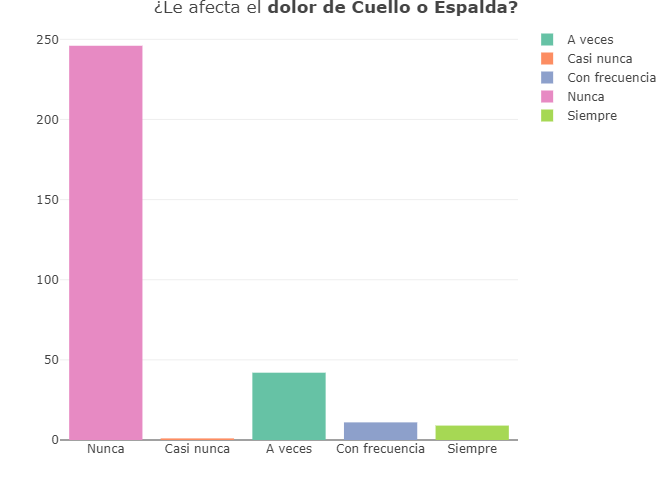 ¿Le afecta el dolor de Cuello o Espalda?
250
200
150
100
50
0
Nunca
Casi nunca
A veces
Con frecuencia
Siempre
A veces
Casi nunca
Con frecuencia
Nunca
Siempre